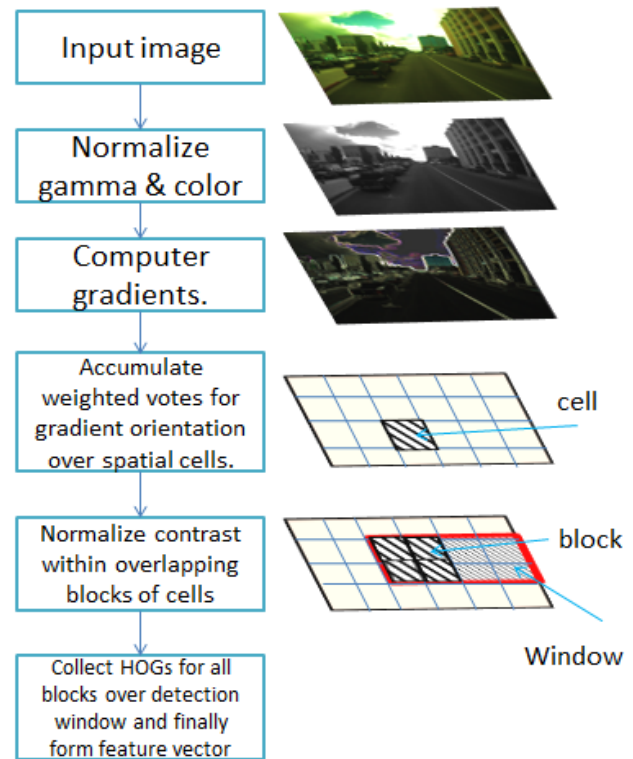 Input image
Normalize
gamma & color
Computer
gradients.
Accumulate
weighted votes for
gradient orientation
over spatial cells.
cell
Normalize contrast
within overlapping
blocks of cells
block
Window
Collect HOGs for all
blocks over detection
window and finally
form feature vector